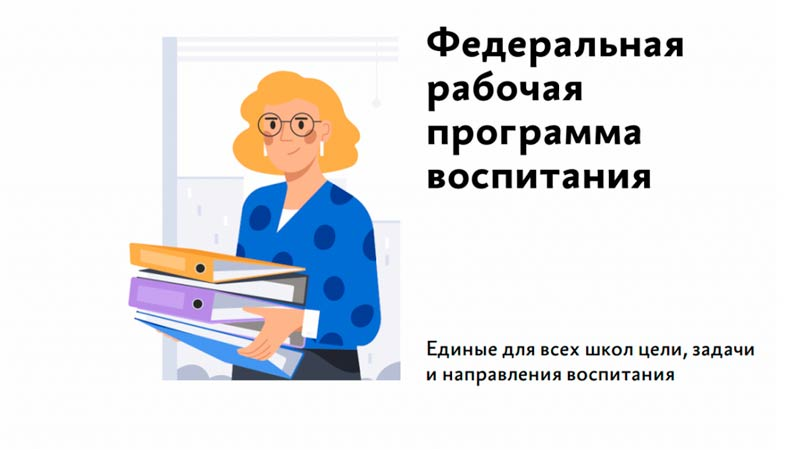 Федеральная
рабочая
программа
воспитания
Единые для всех школ цели, задачи
и направления воспитания